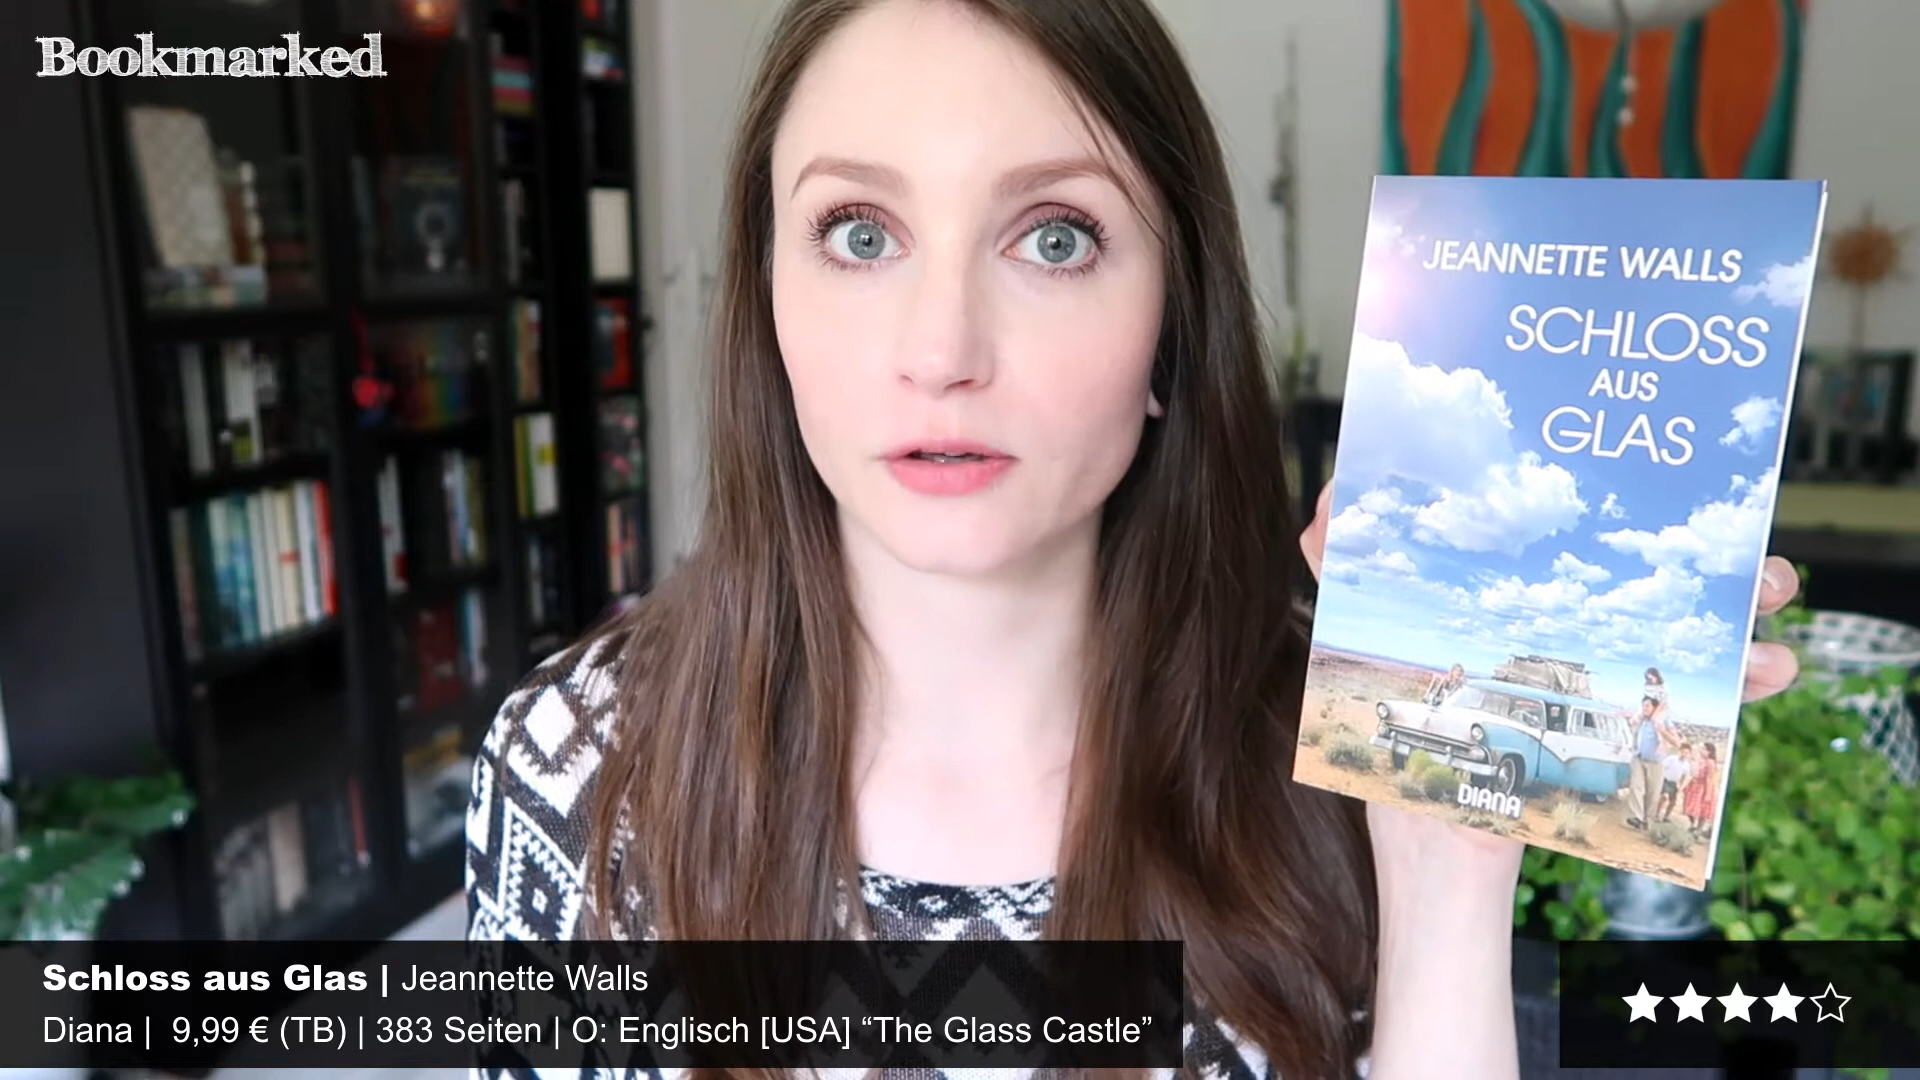 Bookmarked
JEANNETTE WALLS
SCHLOSS
AUS
GLAS
DIANA
Schloss aus Glas | Jeannette Walls
Diana | 9,99 € (TB) | 383 Seiten | O: Englisch [USA] “The Glass Castle”